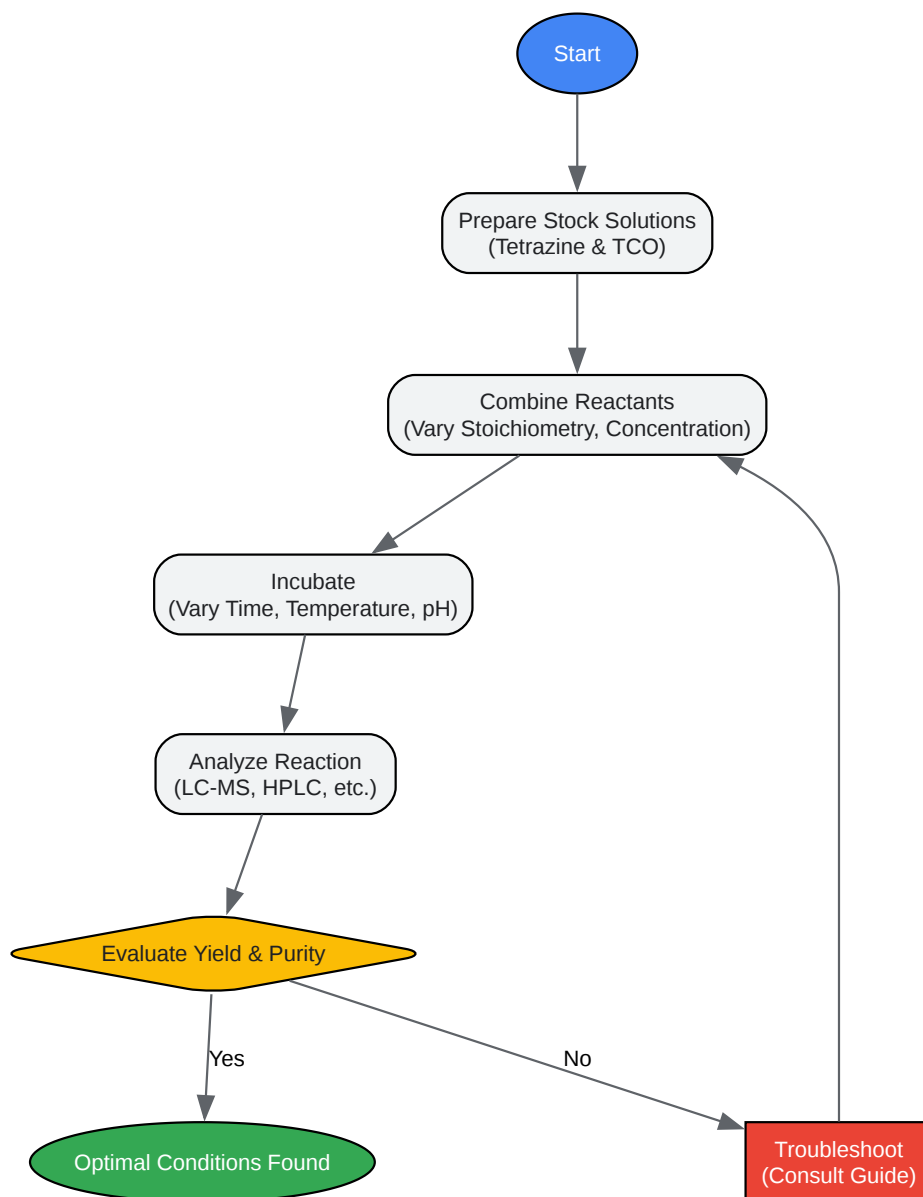 Start
Prepare Stock Solutions
(Tetrazine & TCO)
Combine Reactants
(Vary Stoichiometry, Concentration)
Incubate
(Vary Time, Temperature, pH)
Analyze Reaction
(LC-MS, HPLC, etc.)
Evaluate Yield & Purity
Yes
No
Optimal Conditions Found
Troubleshoot
(Consult Guide)